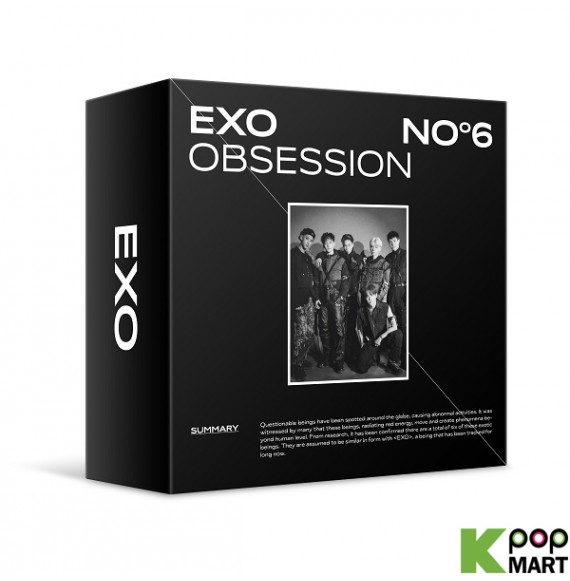 EXO
OBSESSION
NO°6
EXO
SUMMARY
Questionable beings have been spotted around the globe, causing abnormal activities. It was
witnessed by many that these beings, radiating red energy, move and create phenomena be-
yond human level. From research, it has been confirmed there are a total of six of these exotic
beings. They are assumed to be similar in form with <EXO>, a being that has been tracked for
long now.
Kpop
MART